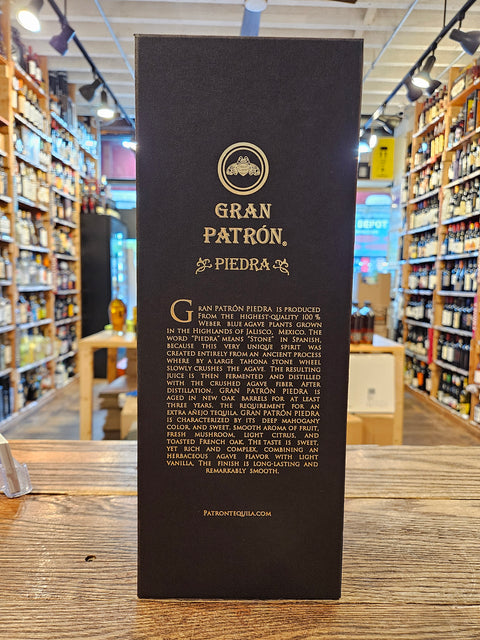 GRAN
PATRÓN®
PIEDRA
GRAN PATRÓN PIEDRA IS PRODUCED
FROM THE HIGHEST-QUALITY 100 %
WEBER BLUE AGAVE PLANTS GROWN
IN THE HIGHLANDS OF JALISCO, MEXICO. THE
WORD "PIEDRA" MEANS "STONE" IN SPANISH,
BECAUSE THIS VERY UNIQUE SPIRIT WAS
CREATED ENTIRELY FROM AN ANCIENT PROCESS
WHERE BY A LARGE TAHONA STONE WHEEL
SLOWLY CRUSHES THE AGAVE. THE RESULTING
JUICE IS THEN FERMENTED AND DISTILLED
WITH THE CRUSHED AGAVE FIBER AFTER
DISTILLATION, GRAN PATRÓN PIEDRA IS
AGED IN NEW OAK BARRELS FOR AT LEAST
THREE YEARS, THE REQUIREMENT FOR AN
EXTRA AÑEJO TEQUILA. GRAN PATRÓN PIEDRA
IS CHARACTERIZED BY ITS DEEP MAHOGANY
COLOR AND SWEET, SMOOTH AROMA OF FRUIT,
FRESH MUSHROOM, LIGHT CITRUS, AND
TOASTED FRENCH OAK. THE TASTE IS SWEET,
YET RICH AND COMPLEX, COMBINING AN
HERBACEOUS AGAVE FLAVOR WITH LIGHT
VANILLA. THE FINISH IS LONG-LASTING AND
REMARKABLY SMOOTH.
PATRONTEQUILA.COM
DEPOT